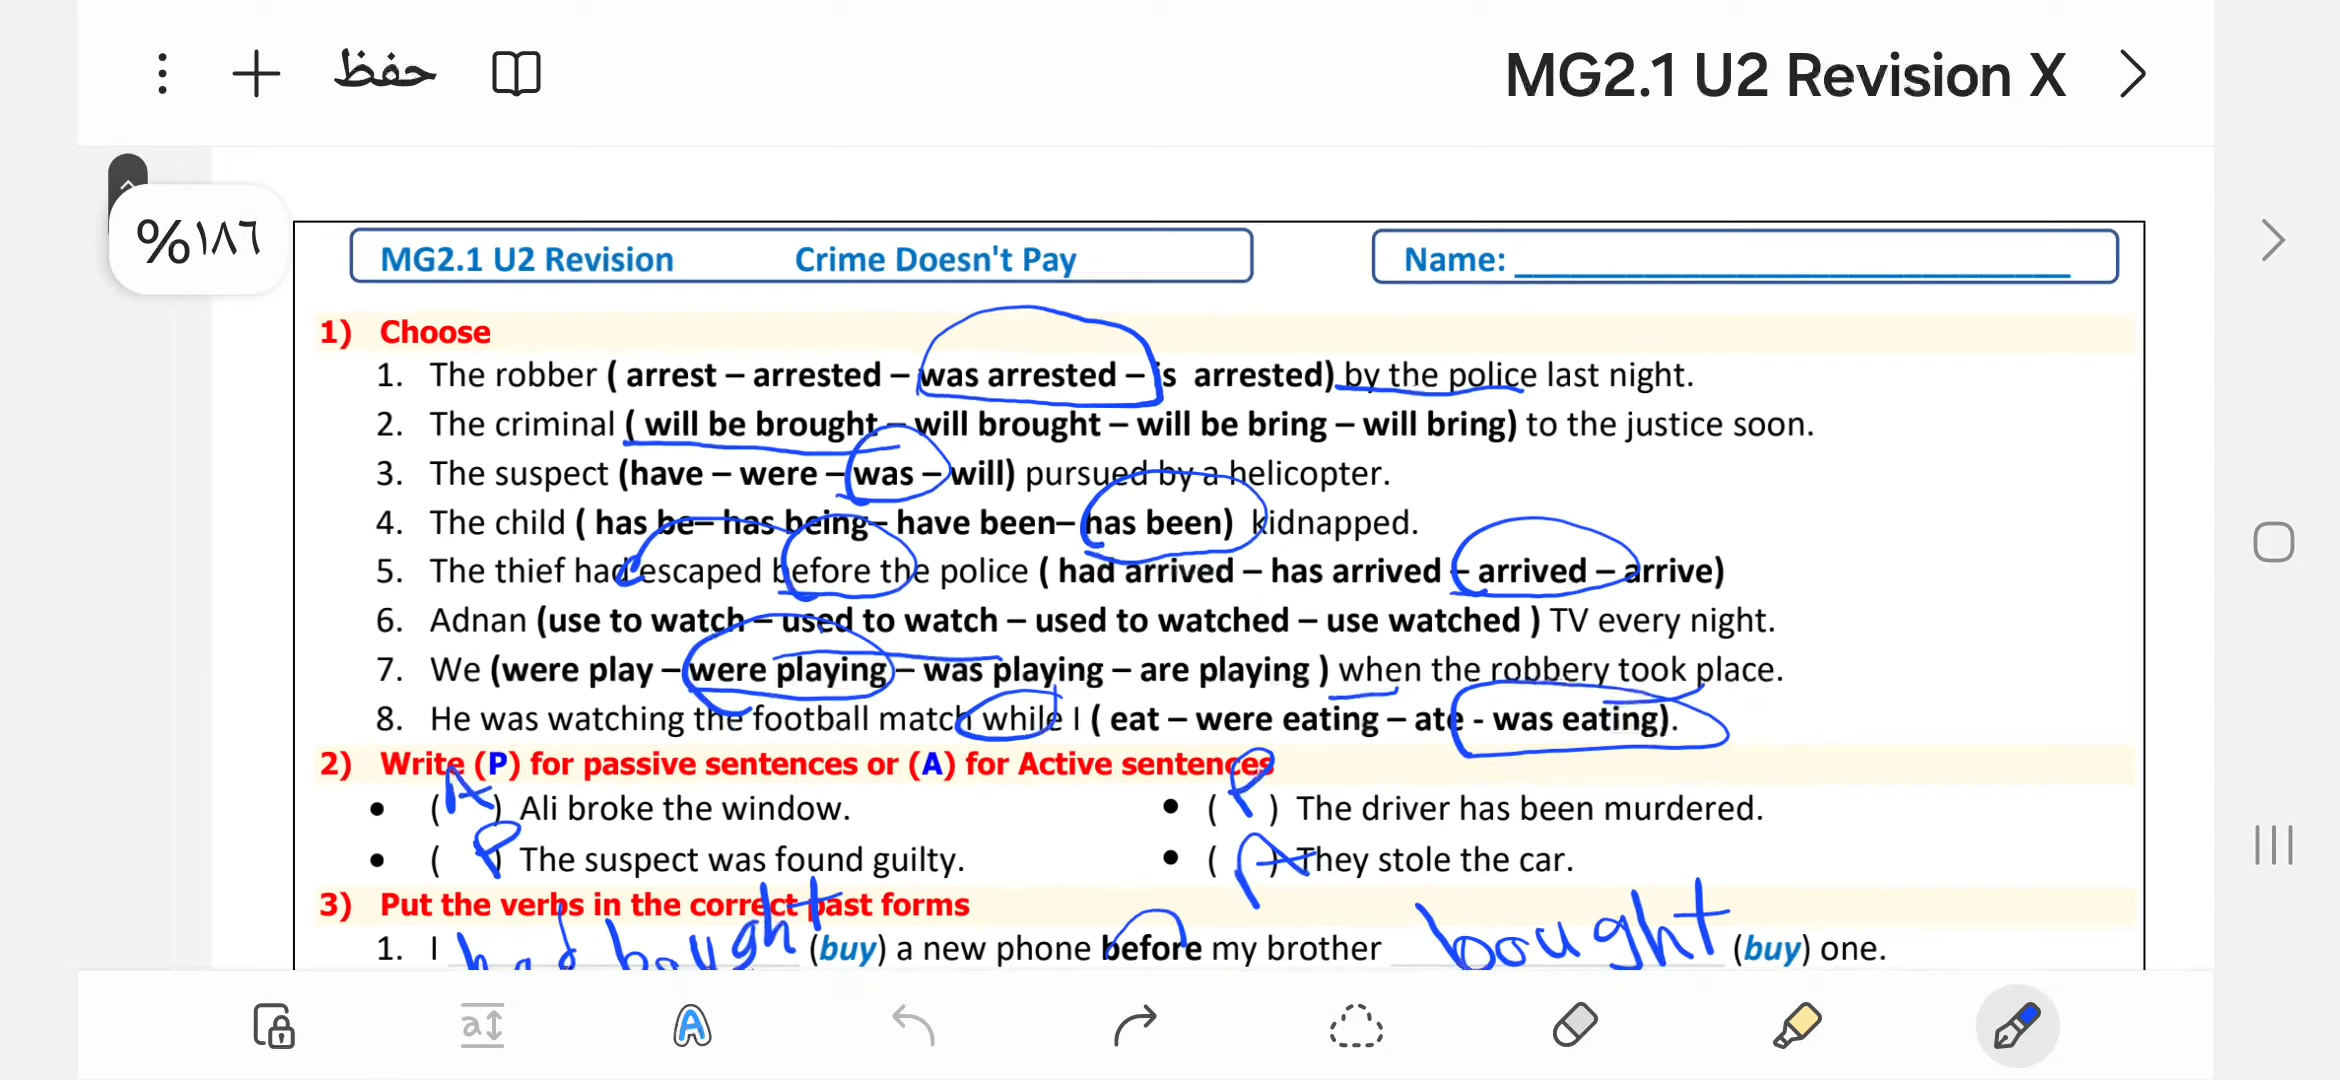 حفظ
MG2.1 U2 Revision X
%١٨٦
MG2.1 U2 Revision Crime Doesn't Pay
Name:
1) Choose
1. The robber ( arrest – arrested – was arrested – is arrested) by the police last night.
2. The criminal ( will be brought – will brought – will be bring – will bring) to the justice soon.
3. The suspect (have – were – was – will) pursued by a helicopter.
4. The child ( has be– has being– have been– has been) kidnapped.
5. The thief had escaped before the police ( had arrived – has arrived – arrived – arrive)
6. Adnan (use to watch – used to watch – used to watched – use watched ) TV every night.
7. We (were play – were playing – was playing – are playing ) when the robbery took place.
8. He was watching the football match while I ( eat – were eating – ate - was eating).
2) Write (P) for passive sentences or (A) for Active sentences
• (A) Ali broke the window. • (P) The driver has been murdered.
• (P) The suspect was found guilty. • (A) They stole the car.
3) Put the verbs in the correct past forms
1. I had bought (buy) a new phone before my brother bought (buy) one.